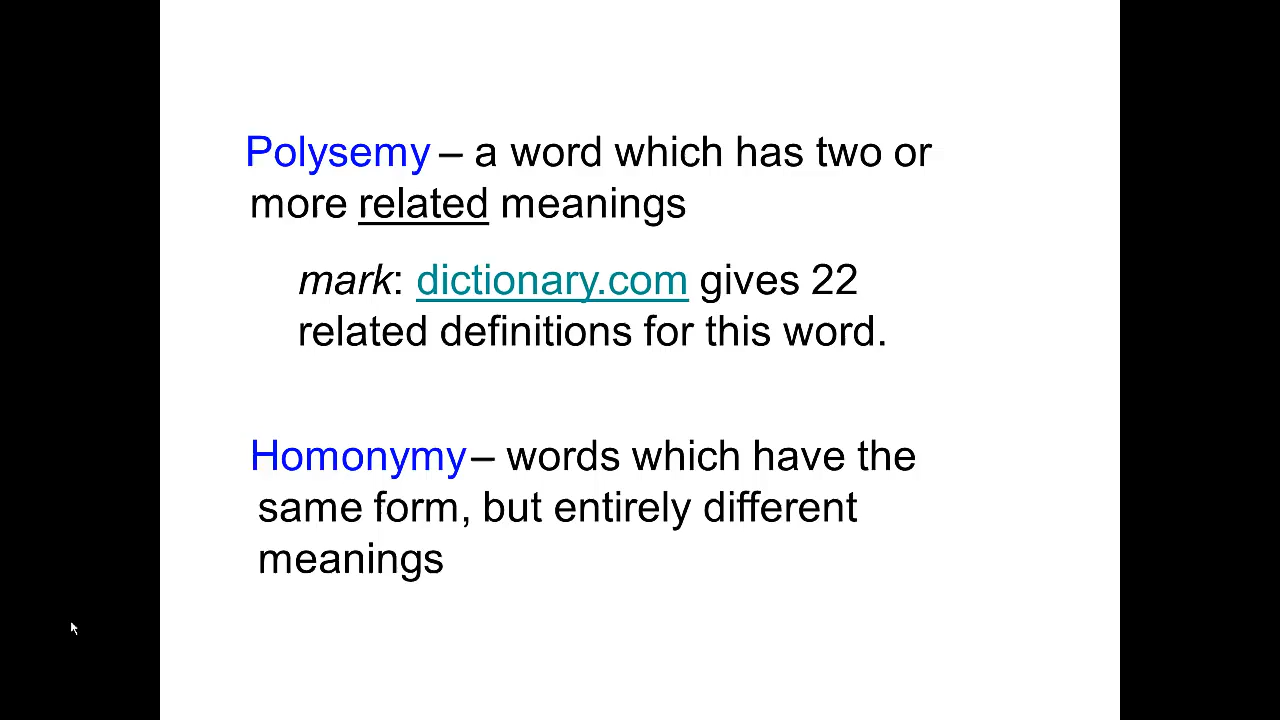 Polysemy – a word which has two or
more related meanings
mark: dictionary.com gives 22
related definitions for this word.
Homonymy – words which have the
same form, but entirely different
meanings